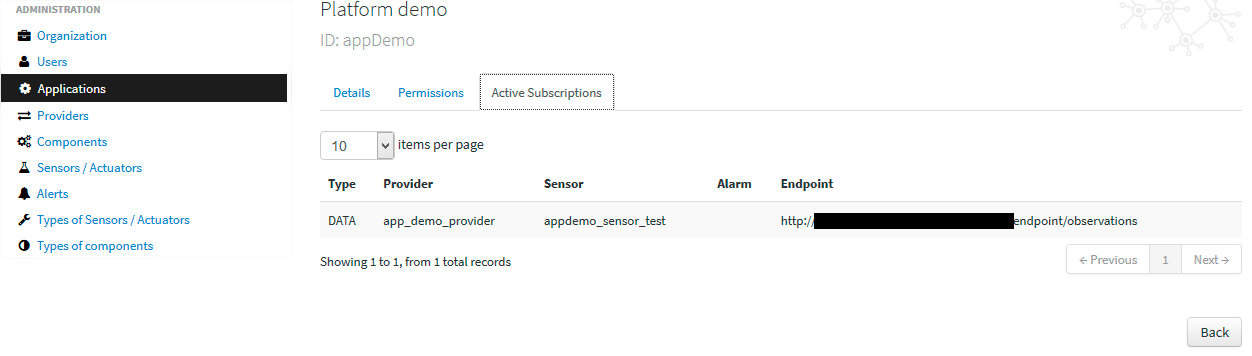 ADMINISTRATION
Organization
Users
Applications
Providers
Components
Sensors / Actuators
Alerts
Types of Sensors / Actuators
Types of components
Platform demo
ID: appDemo
Details Permissions Active Subscriptions
10 items per page
Type Provider Sensor Alarm Endpoint
DATA app_demo_provider appdemo_sensor_test http:// endpoint/observations
Showing 1 to 1, from 1 total records
← Previous 1 Next →
Back